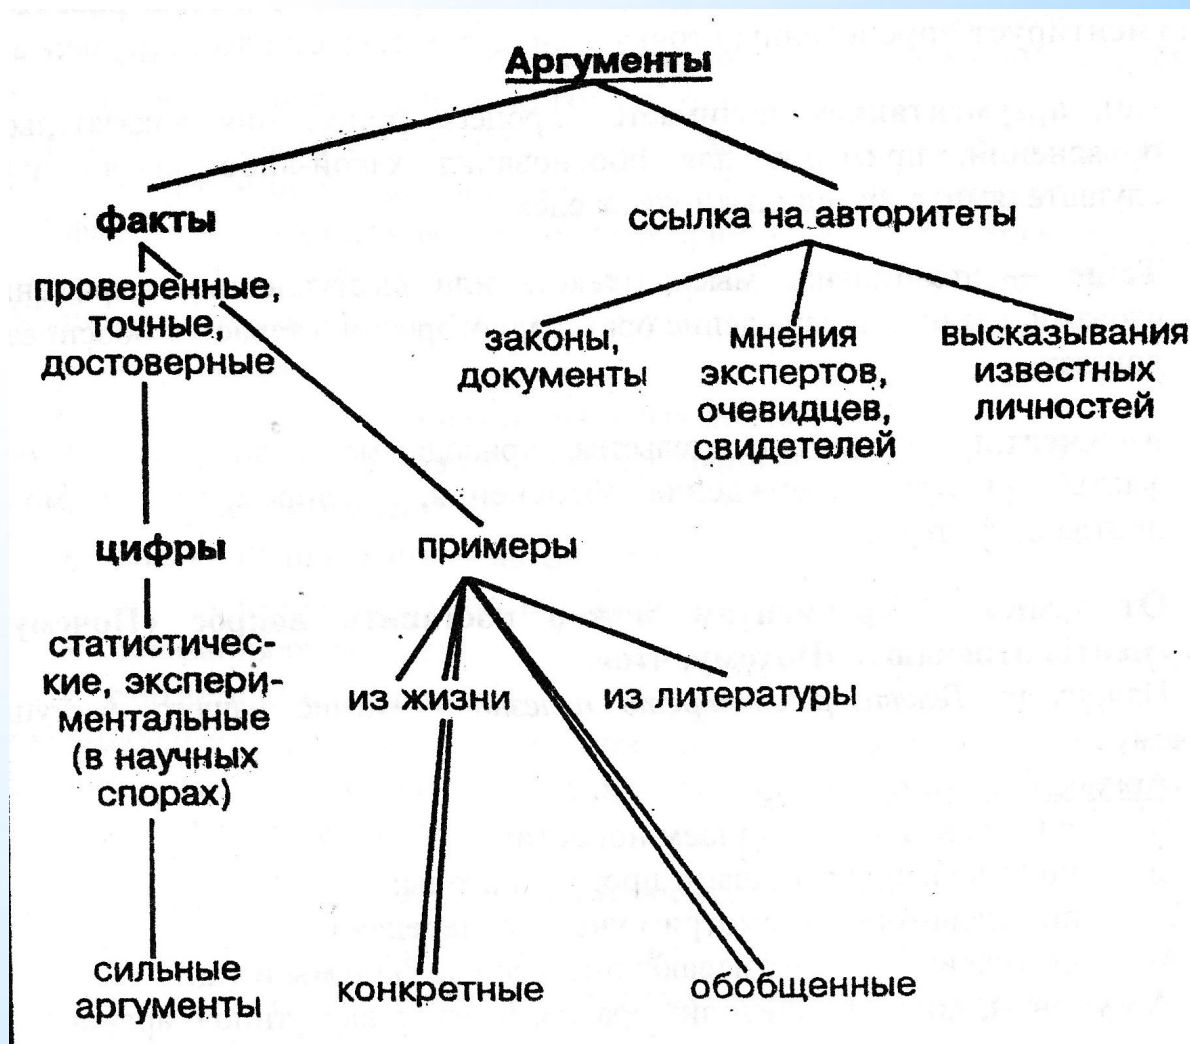 Аргументы
факты
ссылка на авторитеты
проверенные,
точные,
достоверные
законы,
документы
мнения
экспертов,
очевидцев,
свидетелей
высказывания
известных
личностей
цифры
примеры
статистичес-
кие, экспери-
ментальные
(в научных
спорах)
из жизни
из литературы
сильные
аргументы
конкретные
обобщенные